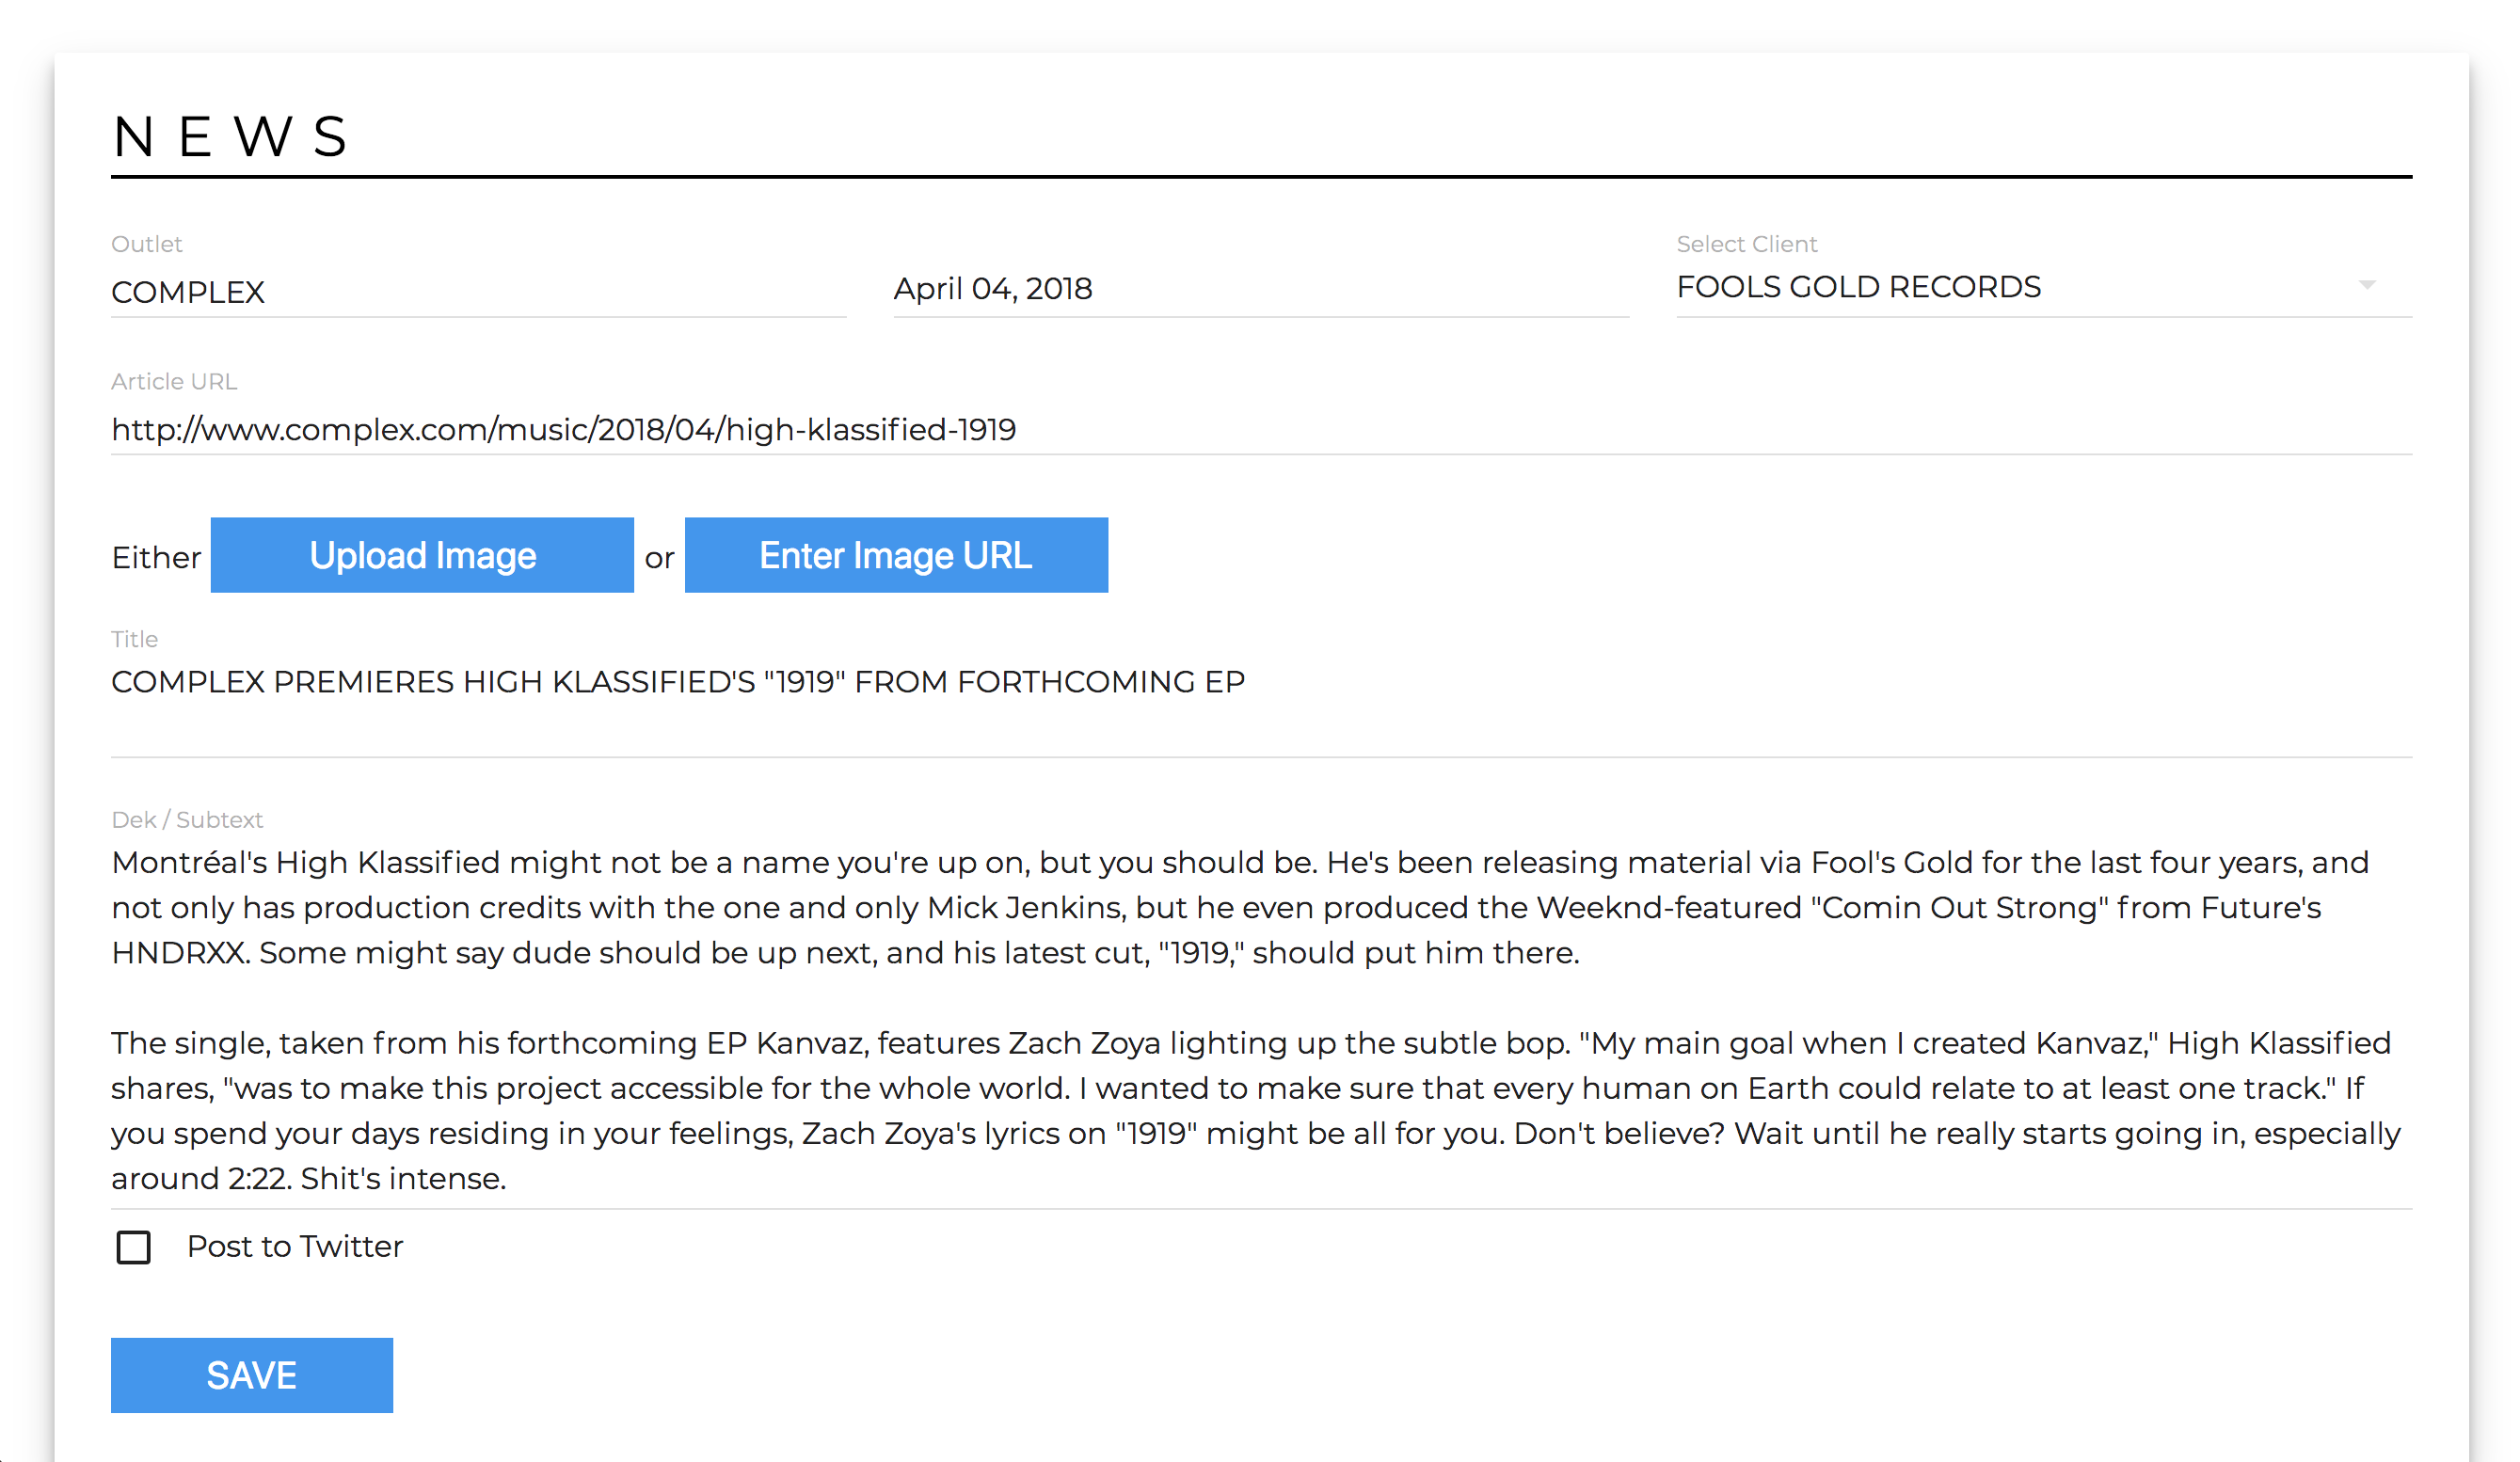 NEWS
Outlet
COMPLEX
April 04, 2018
Select Client
FOOLS GOLD RECORDS
Article URL
http://www.complex.com/music/2018/04/high-klassified-1919
Either Upload Image or Enter Image URL
Title
COMPLEX PREMIERES HIGH KLASSIFIED'S "1919" FROM FORTHCOMING EP
Dek / Subtext
Montréal's High Klassified might not be a name you're up on, but you should be. He's been releasing material via Fool's Gold for the last four years, and
not only has production credits with the one and only Mick Jenkins, but he even produced the Weeknd-featured "Comin Out Strong" from Future's
HNDRXX. Some might say dude should be up next, and his latest cut, "1919," should put him there.
The single, taken from his forthcoming EP Kanvaz, features Zach Zoya lighting up the subtle bop. "My main goal when I created Kanvaz," High Klassified
shares, "was to make this project accessible for the whole world. I wanted to make sure that every human on Earth could relate to at least one track." If
you spend your days residing in your feelings, Zach Zoya's lyrics on "1919" might be all for you. Don't believe? Wait until he really starts going in, especially
around 2:22. Shit's intense.
Post to Twitter
SAVE